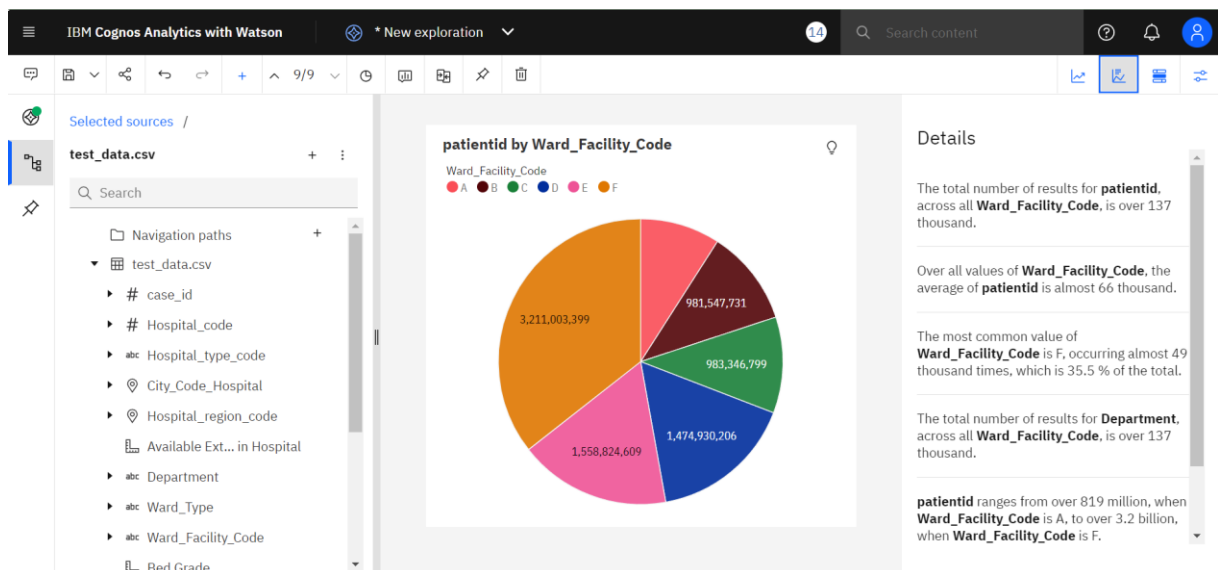 IBM Cognos Analytics with Watson
* New exploration
14
Search content
9/9
Selected sources /
test_data.csv
Search
Navigation paths
test_data.csv
# case_id
# Hospital_code
abc Hospital_type_code
City_Code_Hospital
Hospital_region_code
Available Ext... in Hospital
abc Department
abc Ward_Type
abc Ward_Facility_Code
Bed Grade
patientid by Ward_Facility_Code
Ward_Facility_Code
A B C D E F
981,547,731
3,211,003,399
983,346,799
1,474,930,206
1,558,824,609
Details
The total number of results for patientid,
across all Ward_Facility_Code, is over 137
thousand.
Over all values of Ward_Facility_Code, the
average of patientid is almost 66 thousand.
The most common value of
Ward_Facility_Code is F, occurring almost 49
thousand times, which is 35.5 % of the total.
The total number of results for Department,
across all Ward_Facility_Code, is over 137
thousand.
patientid ranges from over 819 million, when
Ward_Facility_Code is A, to over 3.2 billion,
when Ward_Facility_Code is F.